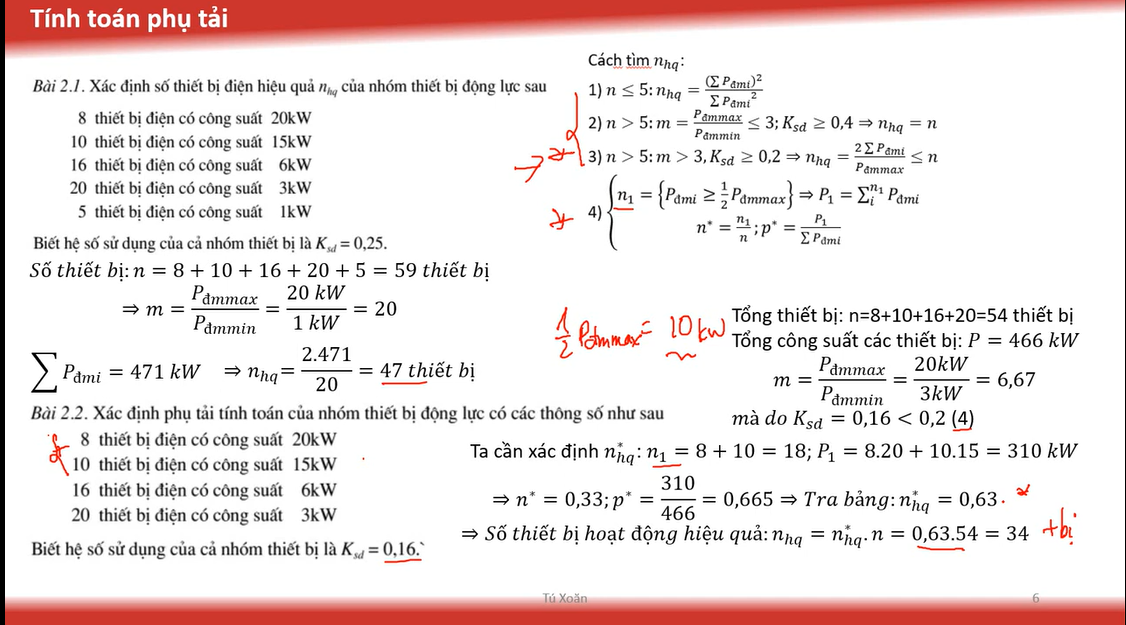 Tính toán phụ tải
Bài 2.1. Xác định số thiết bị điện hiệu quả n_hq của nhóm thiết bị động lực sau
8 thiết bị điện có công suất 20kW
10 thiết bị điện có công suất 15kW
16 thiết bị điện có công suất 6kW
20 thiết bị điện có công suất 3kW
5 thiết bị điện có công suất 1kW
Biết hệ số sử dụng của cả nhóm thiết bị là K_sd = 0,25.
Số thiết bị: n = 8 + 10 + 16 + 20 + 5 = 59 thiết bị
⇒ m = P_đmmax / P_đmmin = 20 kW / 1 kW = 20
∑ P_đmi = 471 kW ⇒ n_hq = 2.471 / 20 = 47 thiết bị
Cách tìm n_hq:
1) n ≤ 5: n_hq = (∑ P_đmi)² / ∑ P_đmi²
2) n > 5: m = P_đmmax / P_đmmin ≤ 3; K_sd ≥ 0,4 ⇒ n_hq = n
3) n > 5: m > 3, K_sd ≥ 0,2 ⇒ n_hq = 2 ∑ P_đmi / P_đmmax ≤ n
4) { n₁ = {P_đmi ≥ 1/2 P_đmmax} ⇒ P₁ = ∑_i^n₁ P_đmi
n* = n₁ / n ; p* = P₁ / ∑ P_đmi
Bài 2.2. Xác định phụ tải tính toán của nhóm thiết bị động lực có các thông số như sau
8 thiết bị điện có công suất 20kW
10 thiết bị điện có công suất 15kW
16 thiết bị điện có công suất 6kW
20 thiết bị điện có công suất 3kW
Biết hệ số sử dụng của cả nhóm thiết bị là K_sd = 0,16.`
1/2 Pđmmax = 10 kw
Tổng thiết bị: n=8+10+16+20=54 thiết bị
Tổng công suất các thiết bị: P = 466 kW
m = P_đmmax / P_đmmin = 20kW / 3kW = 6,67
mà do K_sd = 0,16 < 0,2 (4)
Ta cần xác định n*_hq: n₁ = 8 + 10 = 18; P₁ = 8.20 + 10.15 = 310 kW
⇒ n* = 0,33; p* = 310 / 466 = 0,665 ⇒ Tra bảng: n*_hq = 0,63.
⇒ Số thiết bị hoạt động hiệu quả: n_hq = n*_hq. n = 0,63.54 = 34 tbị
Tú Xoăn
6